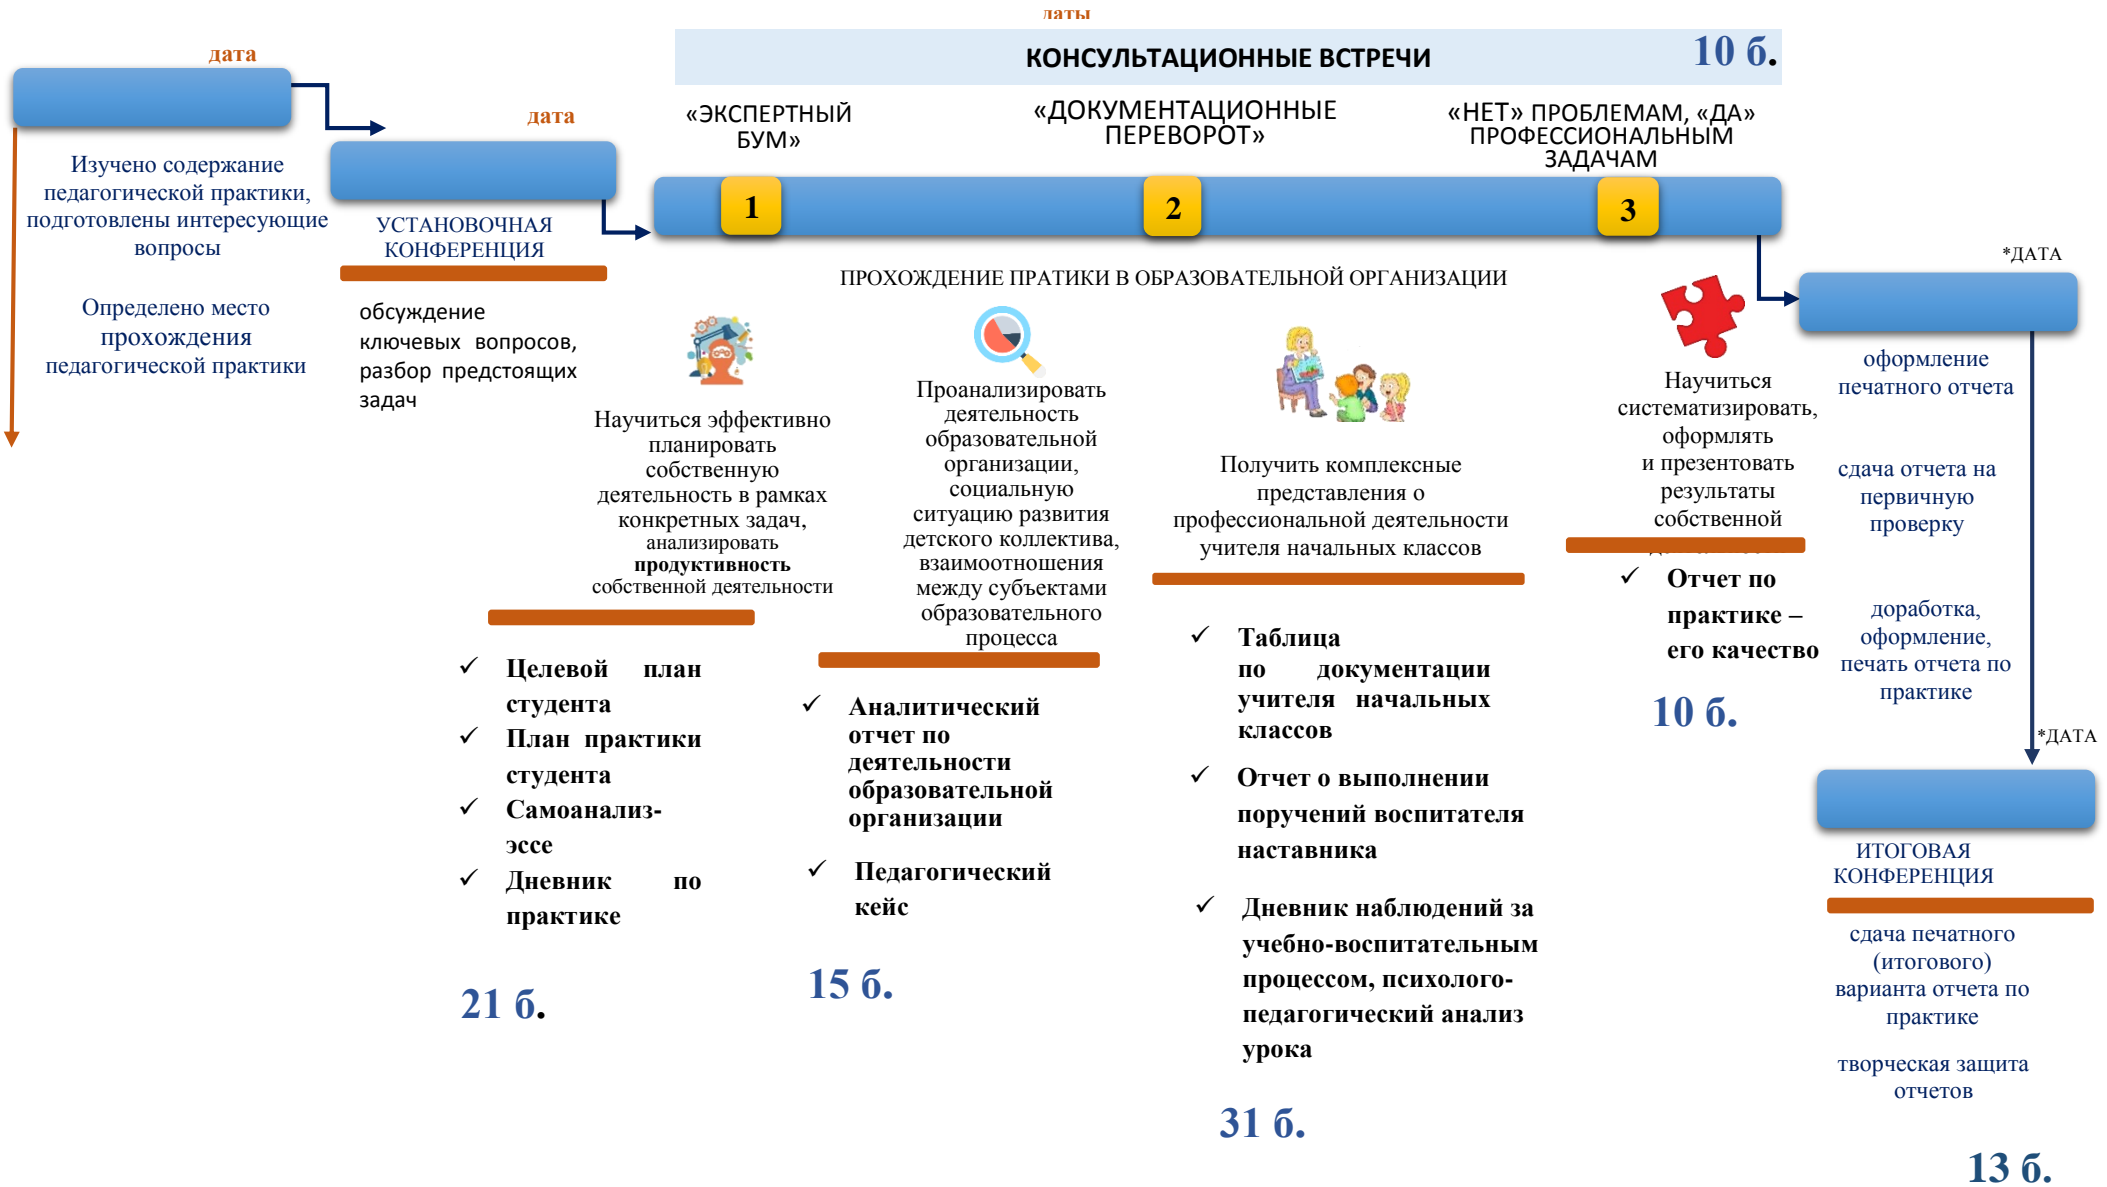 даты
КОНСУЛЬТАЦИОННЫЕ ВСТРЕЧИ
10 б.
дата
Изучено содержание
педагогической практики,
подготовлены интересующие
вопросы
Определено место
прохождения
педагогической практики
дата
УСТАНОВОЧНАЯ
КОНФЕРЕНЦИЯ
обсуждение
ключевых вопросов,
разбор предстоящих
задач
«ЭКСПЕРТНЫЙ
БУМ»
«ДОКУМЕНТАЦИОННЫЕ
ПЕРЕВОРОТ»
«НЕТ» ПРОБЛЕМАМ, «ДА»
ПРОФЕССИОНАЛЬНЫМ
ЗАДАЧАМ
1
2
3
ПРОХОЖДЕНИЕ ПРАТИКИ В ОБРАЗОВАТЕЛЬНОЙ ОРГАНИЗАЦИИ
Научиться эффективно
планировать
собственную
деятельность в рамках
конкретных задач,
анализировать
продуктивность
собственной деятельности
✓ Целевой план
студента
✓ План практики
студента
✓ Самоанализ-
эссе
✓ Дневник по
практике
21 б.
Проанализировать
деятельность
образовательной
организации,
социальную
ситуацию развития
детского коллектива,
взаимоотношения
между субъектами
образовательного
процесса
✓ Аналитический
отчет по
деятельности
образовательной
организации
✓ Педагогический
кейс
15 б.
Получить комплексные
представления о
профессиональной деятельности
учителя начальных классов
✓ Таблица
по документации
учителя начальных
классов
✓ Отчет о выполнении
поручений воспитателя
наставника
✓ Дневник наблюдений за
учебно-воспитательным
процессом, психолого-
педагогический анализ
урока
31 б.
Научиться
систематизировать,
оформлять
и презентовать
результаты
собственной
✓ Отчет по
практике –
его качество
10 б.
*ДАТА
оформление
печатного отчета
сдача отчета на
первичную
проверку
доработка,
оформление,
печать отчета по
практике
*ДАТА
ИТОГОВАЯ
КОНФЕРЕНЦИЯ
сдача печатного
(итогового)
варианта отчета по
практике
творческая защита
отчетов
13 б.